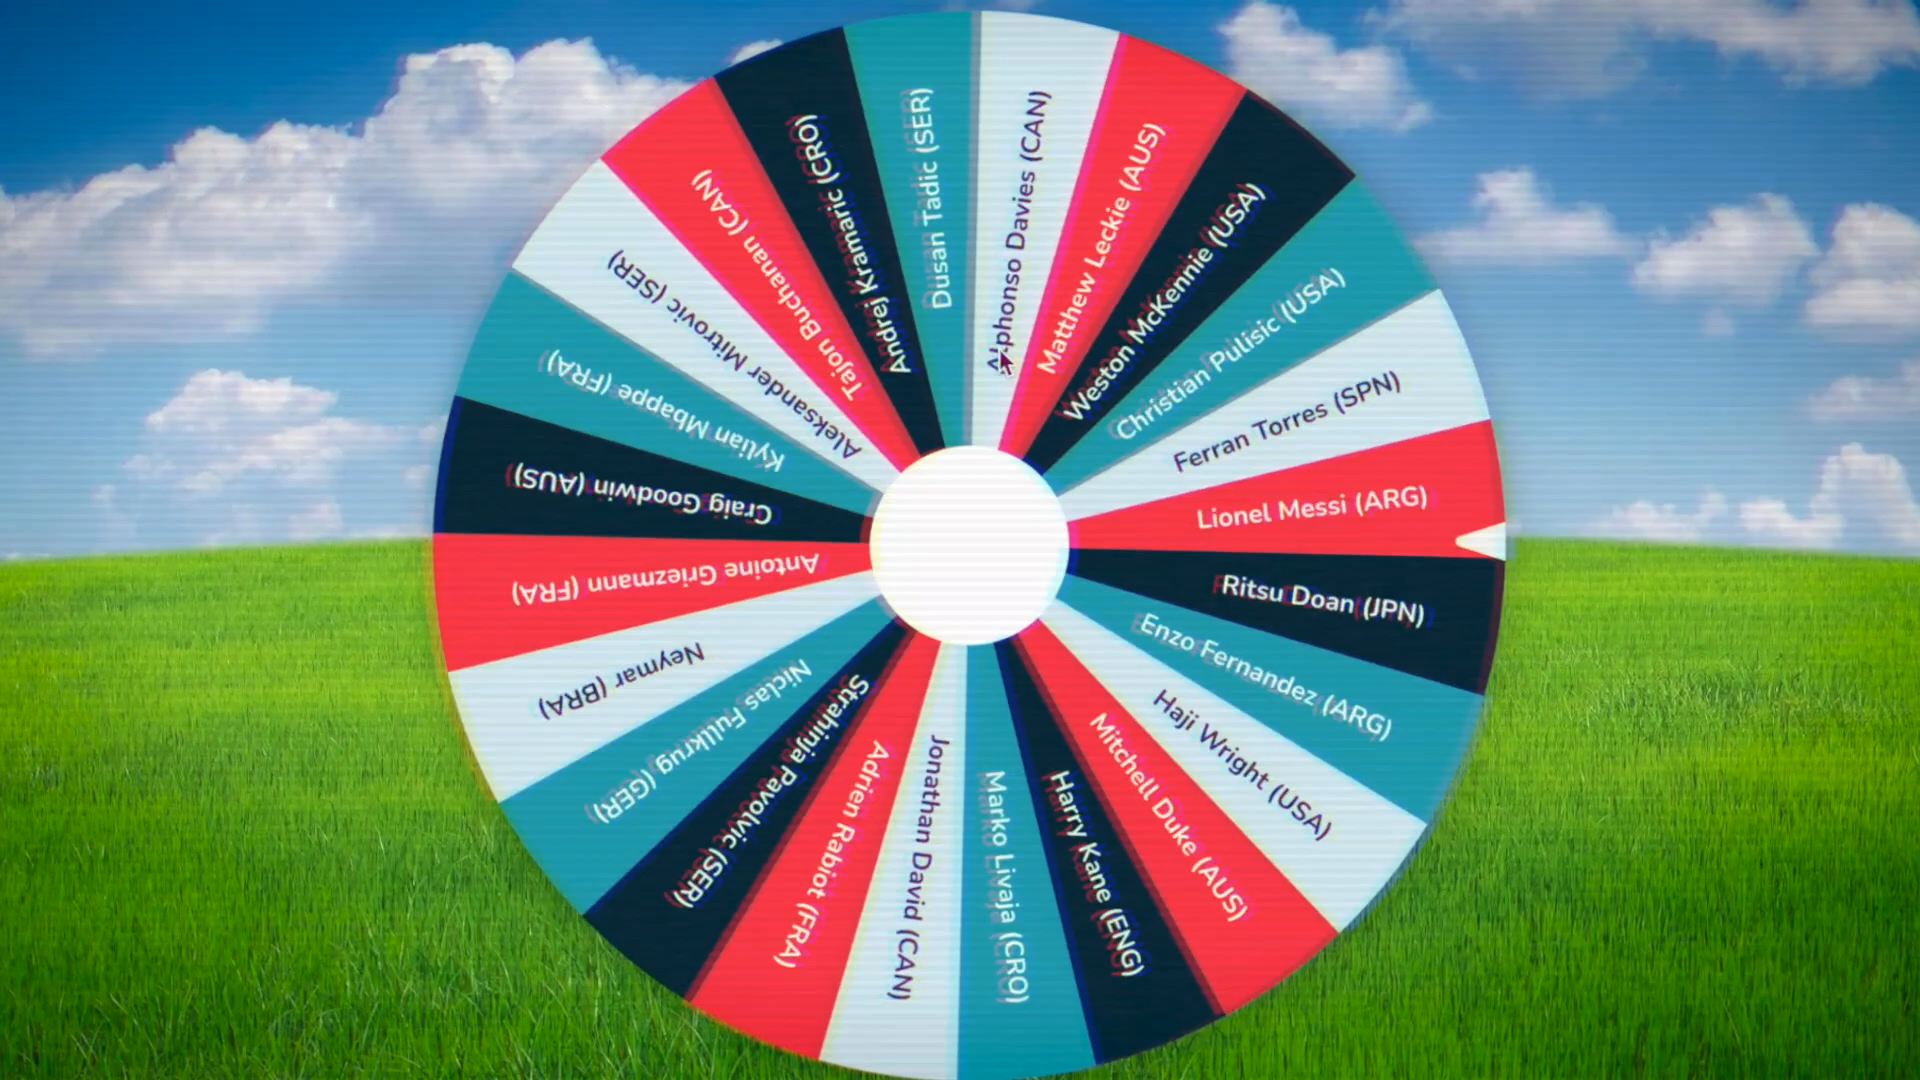 Alphonso Davies (CAN)
Matthew Leckie (AUS)
Weston McKennie (USA)
Christian Pulisic (USA)
Ferran Torres (SPN)
Lionel Messi (ARG)
Ritsu Doan (JPN)
Enzo Fernandez (ARG)
Haji Wright (USA)
Mitchell Duke (AUS)
Harry Kane (ENG)
Marko Livaja (CRO)
Jonathan David (CAN)
Adrien Rabiot (FRA)
Strahinja Pavolvic (SER)
Niclas Fullkrug (GER)
Neymar (BRA)
Antoine Griezmann (FRA)
Craig Goodwin (AUS)
Kylian Mbappe (FRA)
Aleksander Mitrovic (SER)
Tajon Buchanan (CAN)
Andrej Kramaric (CRO)
Dusan Tadic (SER)